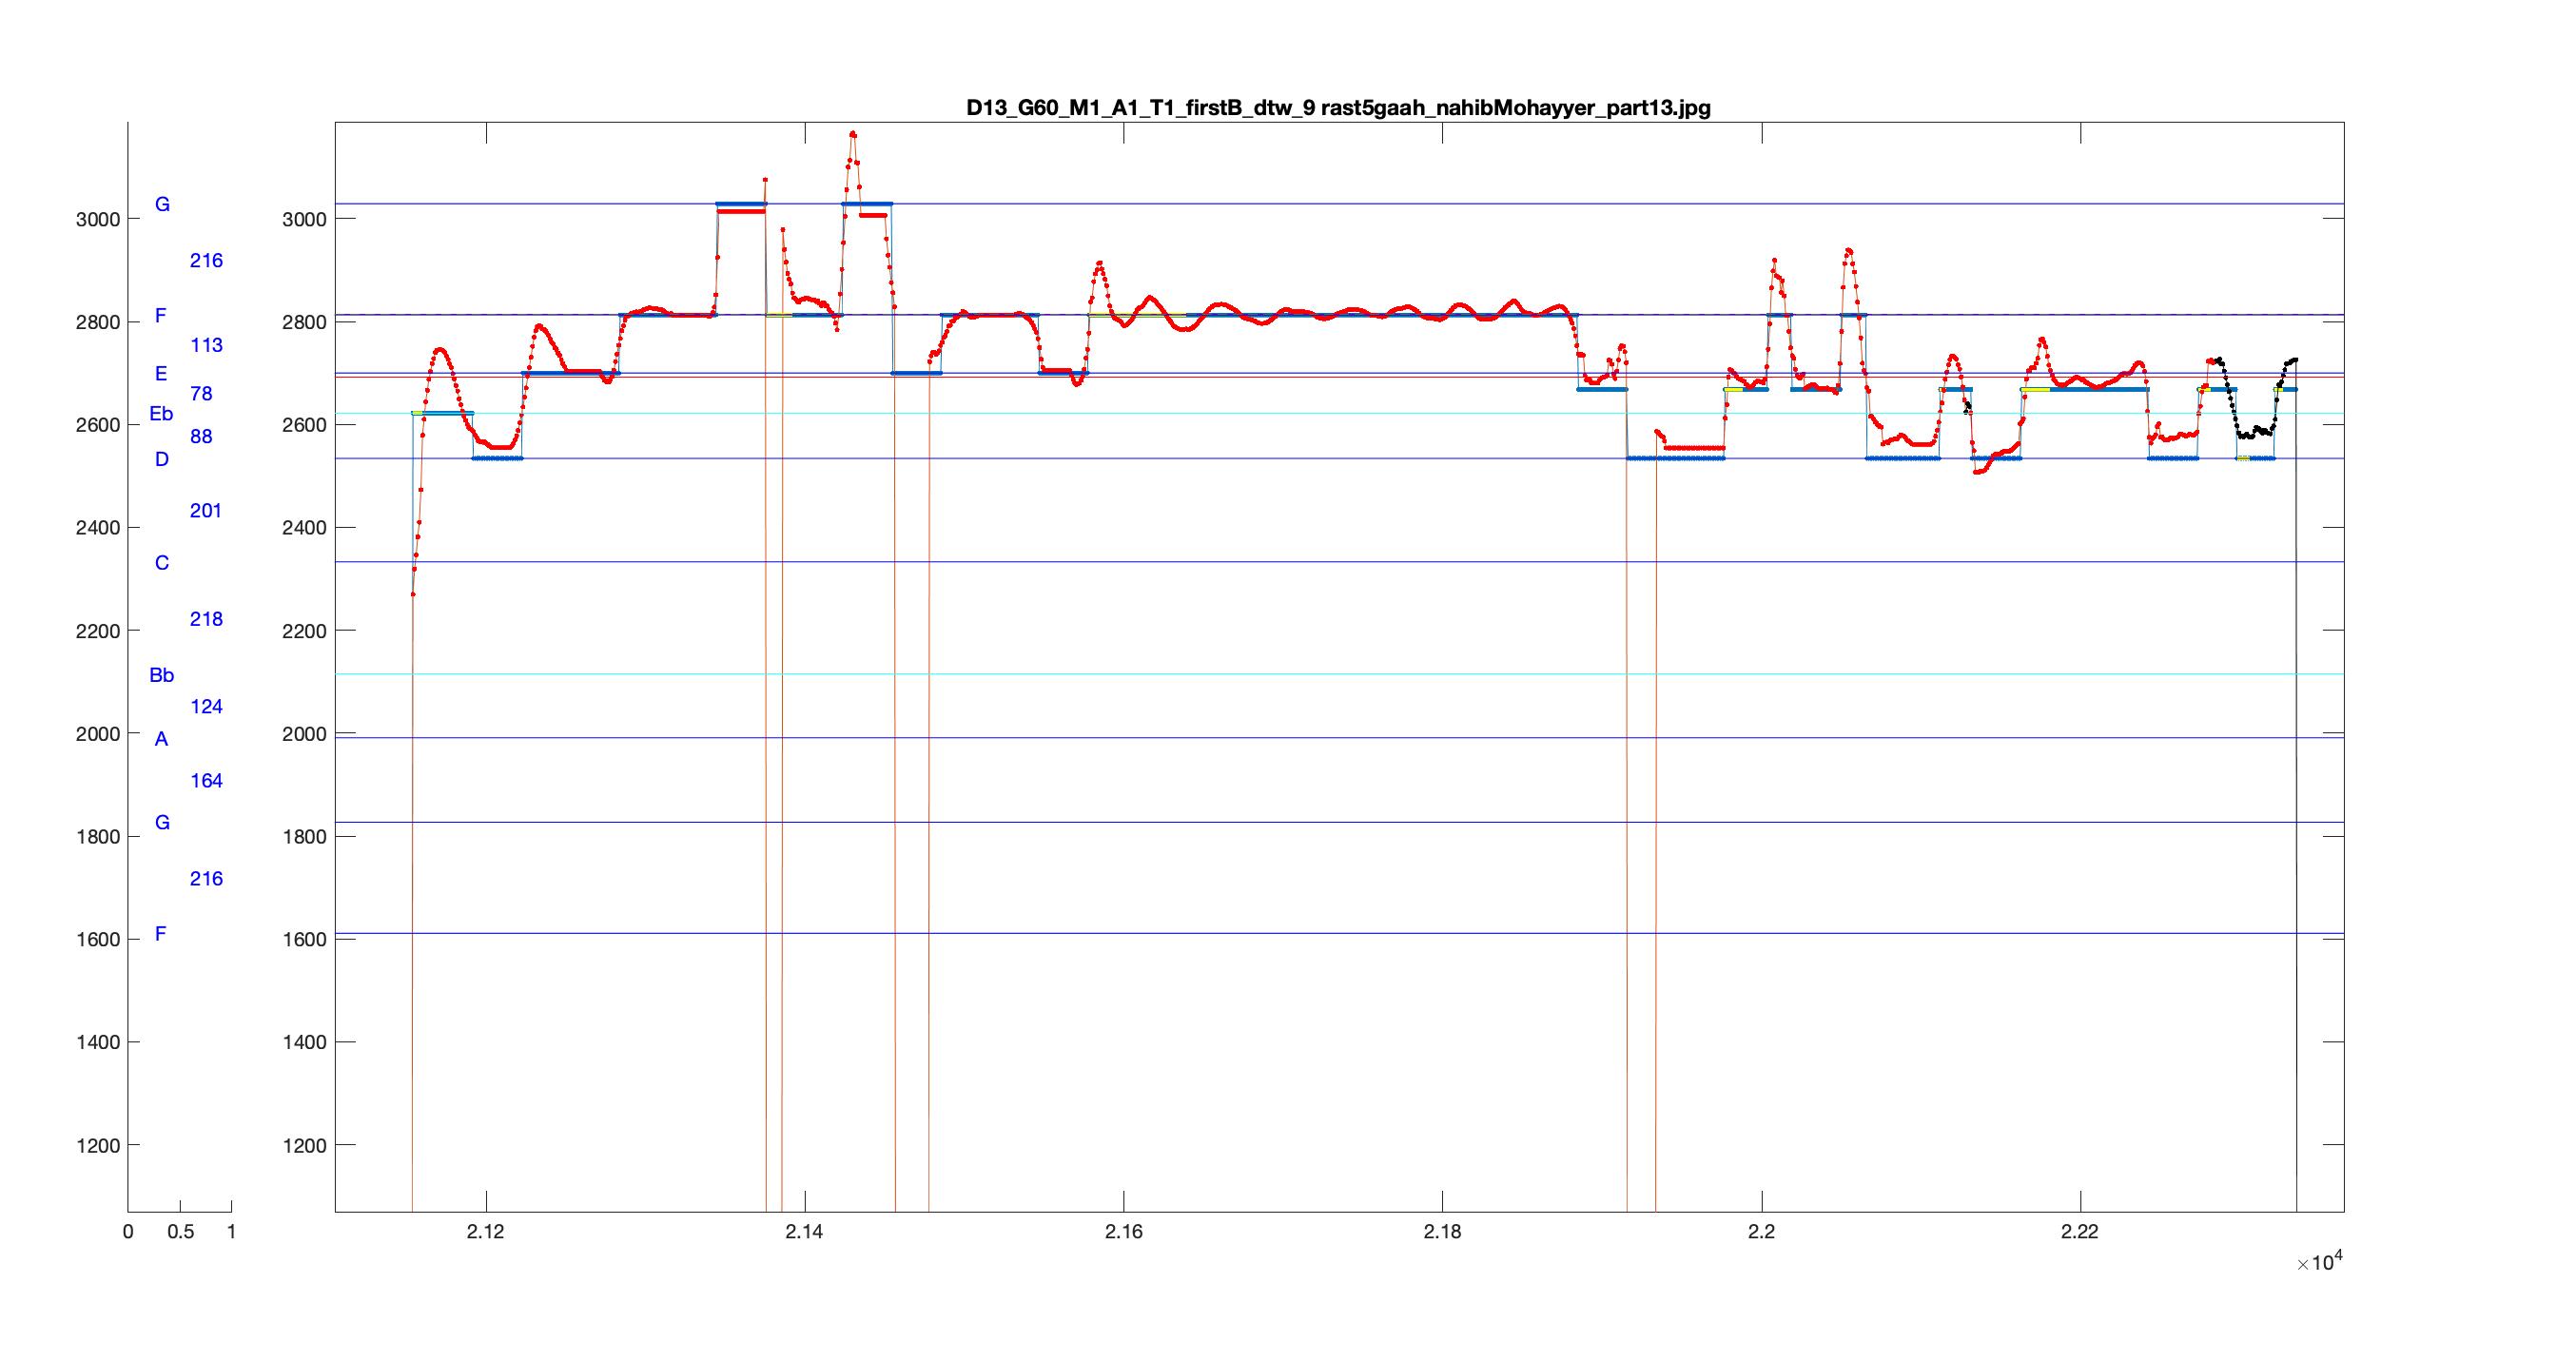 D13_G60_M1_A1_T1_firstB_dtw_9 rast5gaah_nahibMohayyer_part13.jpg
3000 G 3000
216
2800 F 2800
113
E
78
2600 Eb 2600
88
D
201
2400 2400
C
218
2200 2200
Bb
124
2000 A 2000
164
1800 G 1800
216
1600 F 1600
1400 1400
1200 1200
0 0.5 1 2.12 2.14 2.16 2.18 2.2 2.22
×10^4